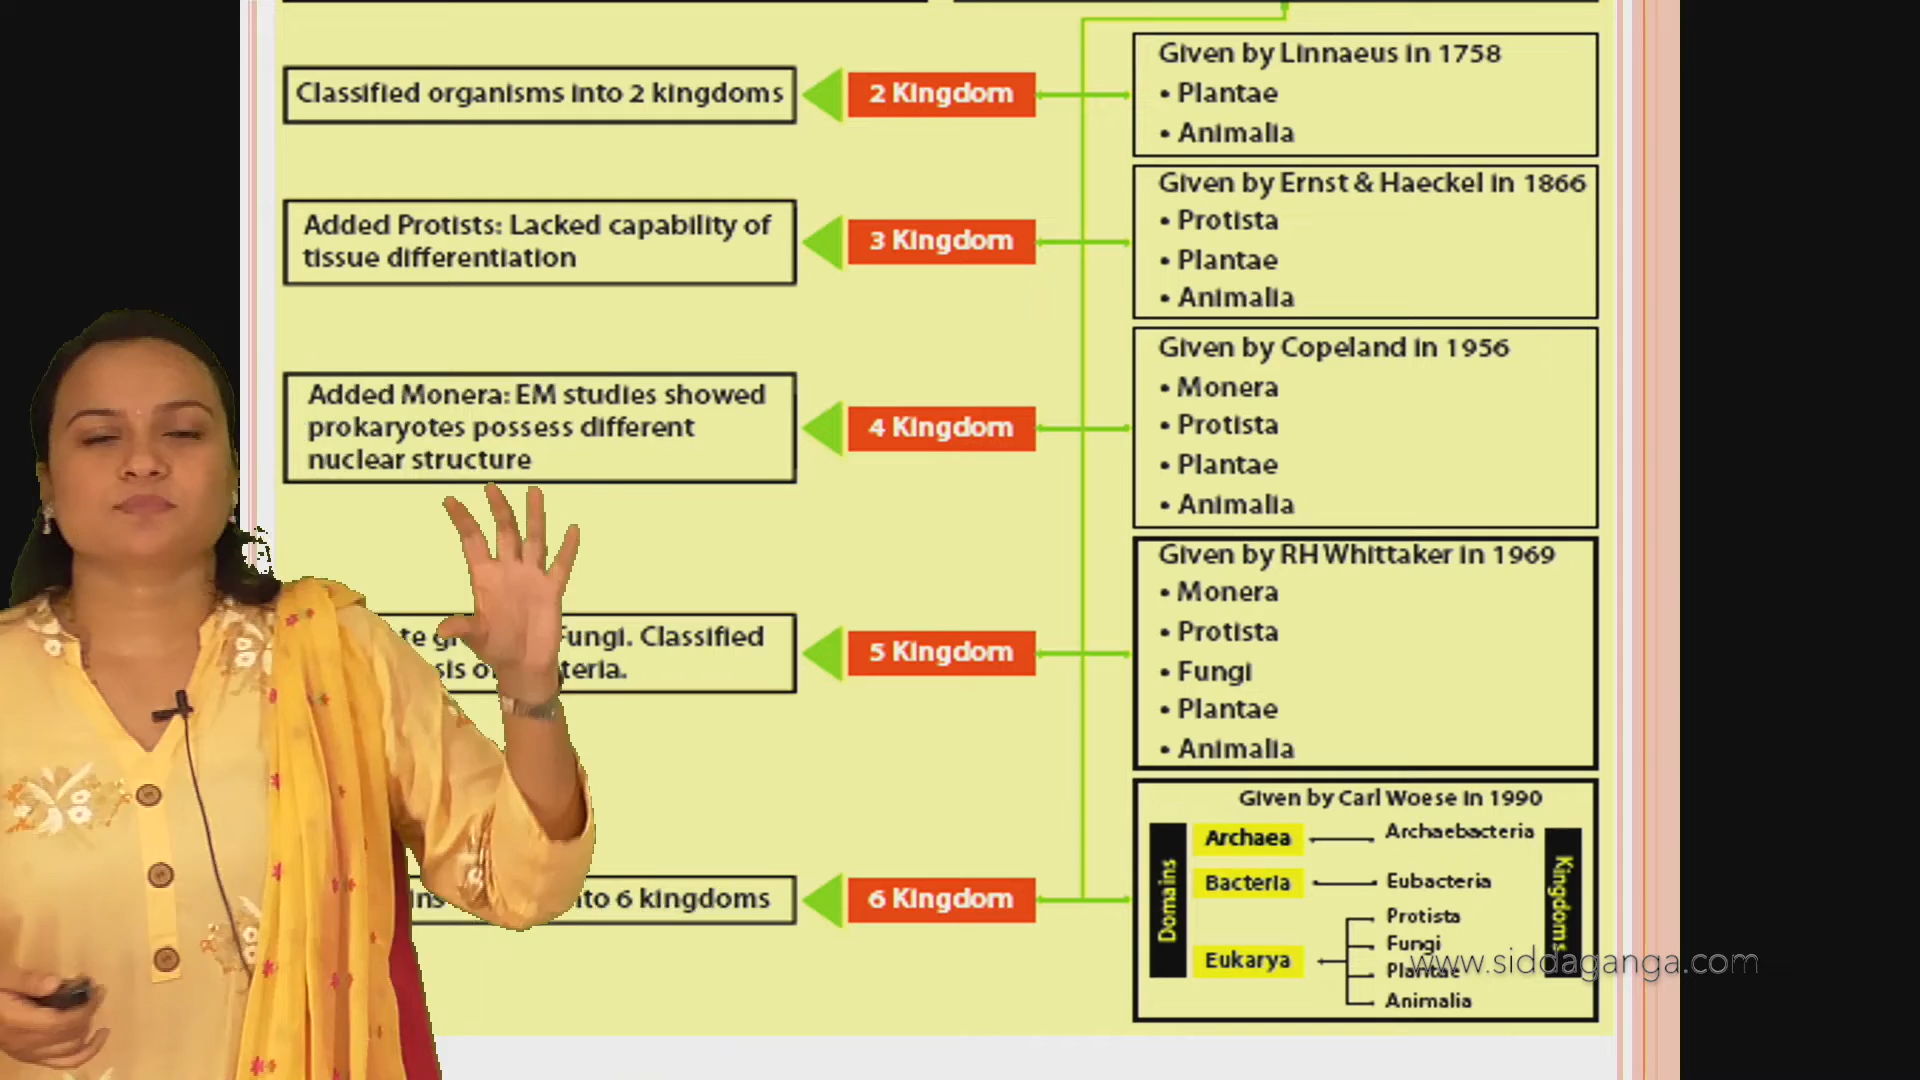 Classified organisms into 2 kingdoms
2 Kingdom
Given by Linnaeus in 1758
• Plantae
• Animalia
Added Protists: Lacked capability of
tissue differentiation
3 Kingdom
Given by Ernst & Haeckel in 1866
• Protista
• Plantae
• Animalia
Added Monera: EM studies showed
prokaryotes possess different
nuclear structure
4 Kingdom
Given by Copeland in 1956
• Monera
• Protista
• Plantae
• Animalia
Fungi. Classified
5 Kingdom
Given by RH Whittaker in 1969
• Monera
• Protista
• Fungi
• Plantae
• Animalia
6 kingdoms
6 Kingdom
Given by Carl Woese in 1990
Domains
Archaea
Archaebacteria
Bacteria
Eubacteria
Eukarya
Protista
Fungi
Plantae
Animalia
Kingdoms
www.siddaganga.com